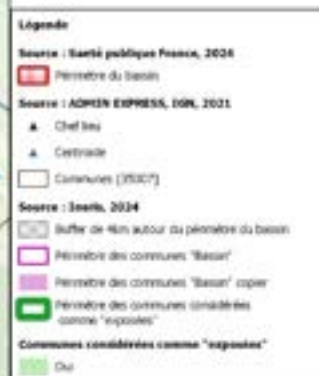 Légende
Source : Santé publique France, 2024
Périmètre du bassin
Source : ADMIN EXPRESS, IGN, 2021
Chef lieu
Centroïde
Communes [35007]
Source : Ineris, 2024
Buffer de 4km autour du périmètre du bassin
Périmètre des communes "Bassin"
Périmètre des communes "Bassin" copier
Périmètre des communes considérées
comme "exposées"
Communes considérées comme "exposées"
Oui